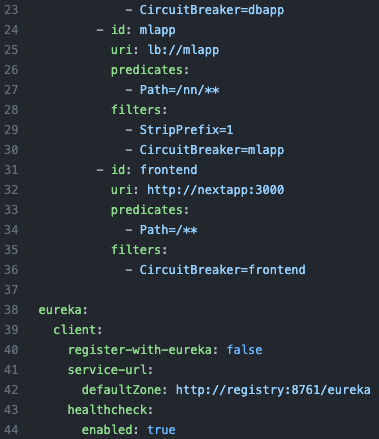 23 - CircuitBreaker=dbapp
24 - id: mlapp
25 uri: lb://mlapp
26 predicates:
27 - Path=/nn/**
28 filters:
29 - StripPrefix=1
30 - CircuitBreaker=mlapp
31 - id: frontend
32 uri: http://nextapp:3000
33 predicates:
34 - Path=/**
35 filters:
36 - CircuitBreaker=frontend
37
38 eureka:
39 client:
40 register-with-eureka: false
41 service-url:
42 defaultZone: http://registry:8761/eureka
43 healthcheck:
44 enabled: true